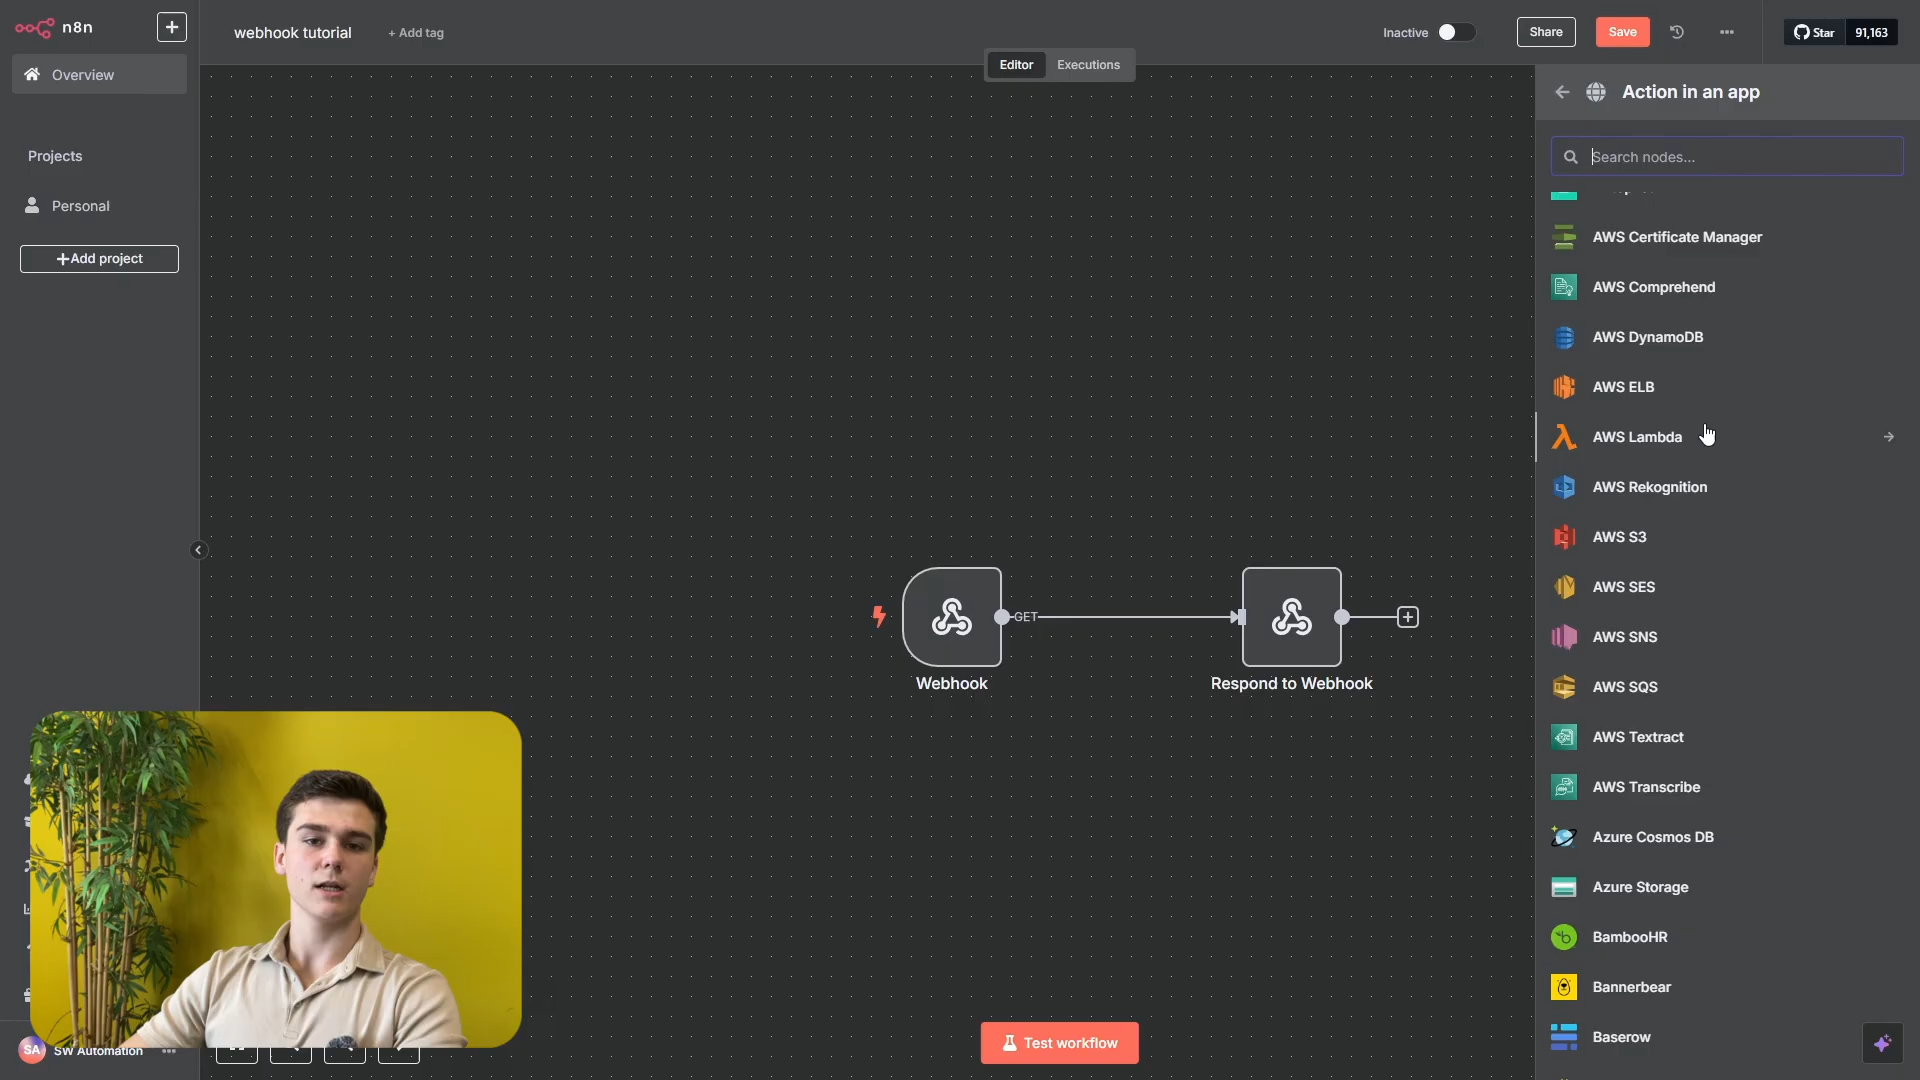 n8n
webhook tutorial
+ Add tag
Inactive
Share
Save
Star
91,163
Overview
Editor
Executions
Action in an app
Search nodes...
Projects
Personal
+Add project
AWS Certificate Manager
AWS Comprehend
AWS DynamoDB
AWS ELB
AWS Lambda
AWS Rekognition
AWS S3
AWS SES
AWS SNS
AWS SQS
AWS Textract
AWS Transcribe
Azure Cosmos DB
Azure Storage
BambooHR
Bannerbear
Baserow
GET
Webhook
Respond to Webhook
Test workflow
SA
SW Automation